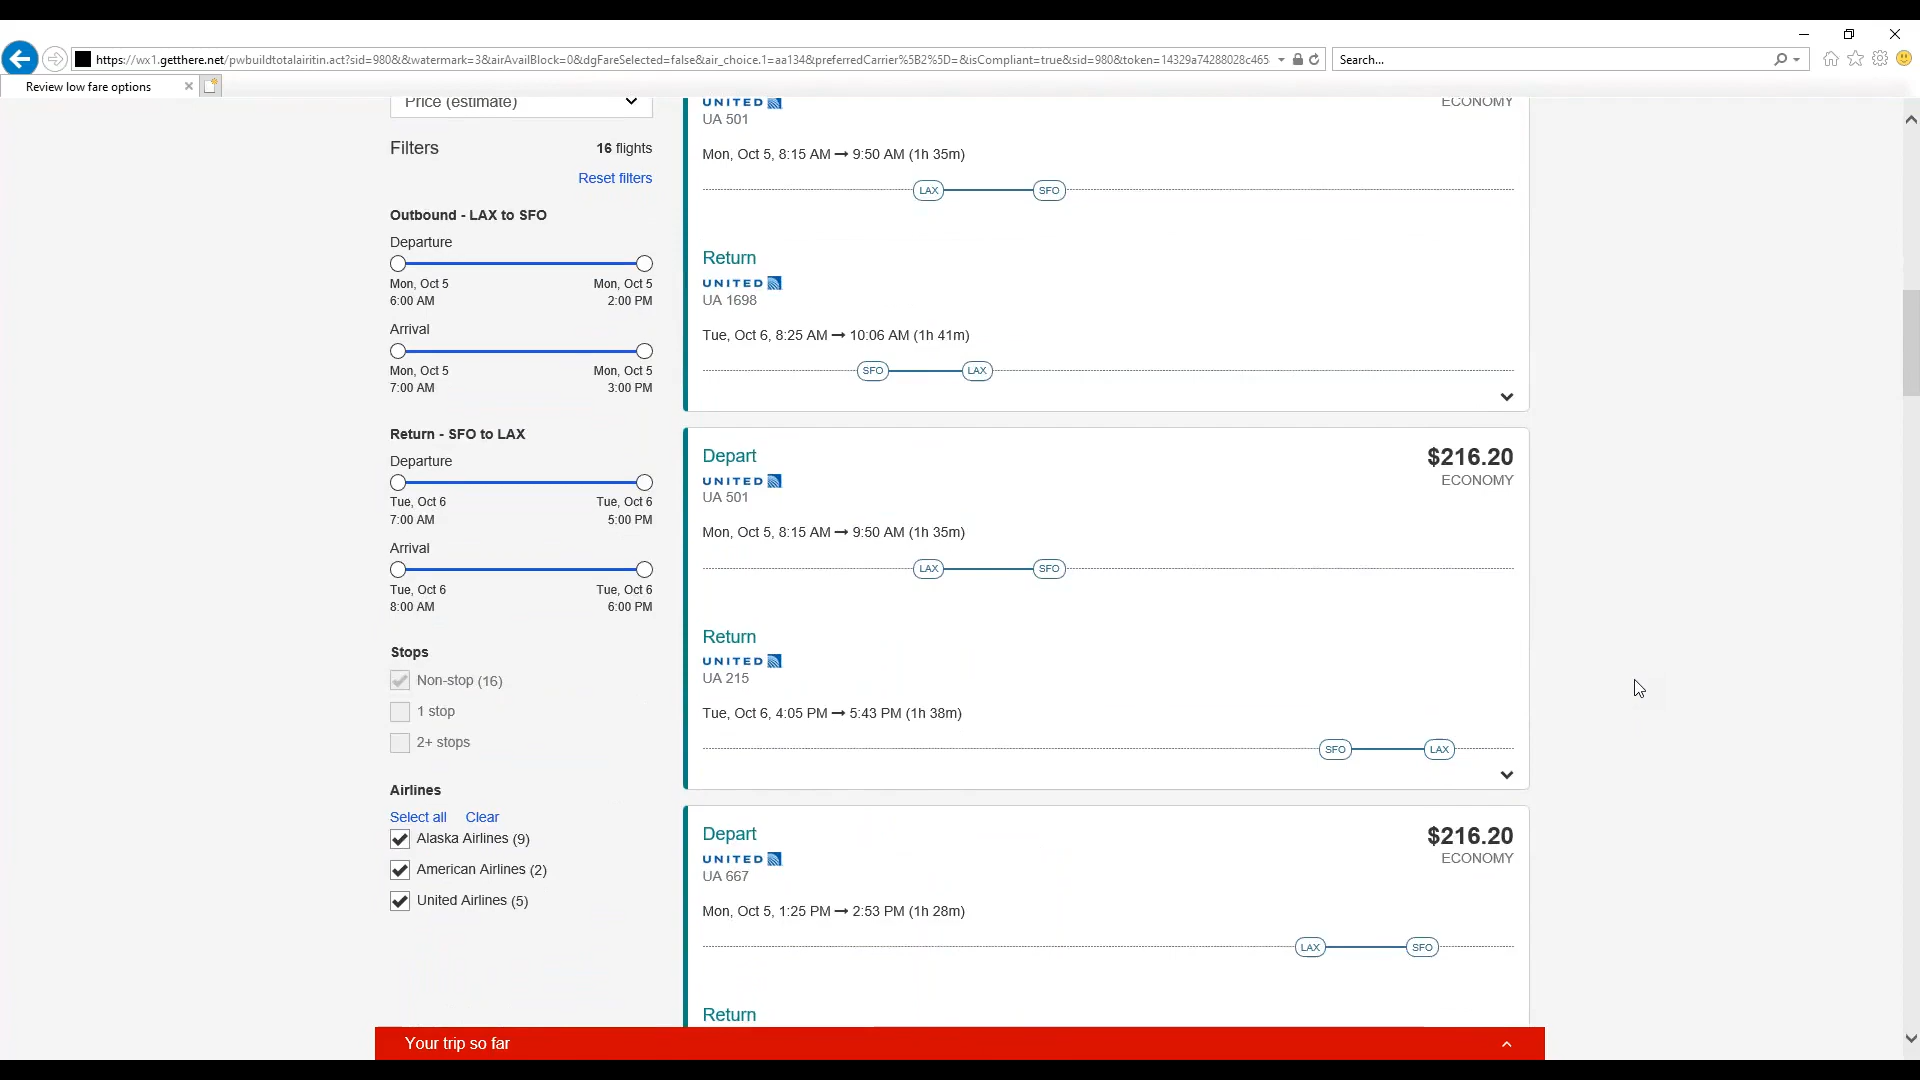 https://wx1.getthere.net/pwbuildtotalairitin.act?sid=980&&watermark=3&airAvailBlock=0&dgFareSelected=false&air_choice.1=aa134&preferredCarrier%5B2%5D=&isCompliant=true&sid=980&token=14329a74288028c465
Search...
Review low fare options
Price (estimate)
Filters
16 flights
Reset filters
Outbound - LAX to SFO
Departure
Mon, Oct 5
Mon, Oct 5
6:00 AM
2:00 PM
Arrival
Mon, Oct 5
Mon, Oct 5
7:00 AM
3:00 PM
Return - SFO to LAX
Departure
Tue, Oct 6
Tue, Oct 6
7:00 AM
5:00 PM
Arrival
Tue, Oct 6
Tue, Oct 6
8:00 AM
6:00 PM
Stops
Non-stop (16)
1 stop
2+ stops
Airlines
Select all
Clear
Alaska Airlines (9)
American Airlines (2)
United Airlines (5)
UNITED
ECONOMY
UA 501
Mon, Oct 5, 8:15 AM → 9:50 AM (1h 35m)
LAX
SFO
Return
UNITED
UA 1698
Tue, Oct 6, 8:25 AM → 10:06 AM (1h 41m)
SFO
LAX
Depart
$216.20
UNITED
ECONOMY
UA 501
Mon, Oct 5, 8:15 AM → 9:50 AM (1h 35m)
LAX
SFO
Return
UNITED
UA 215
Tue, Oct 6, 4:05 PM → 5:43 PM (1h 38m)
SFO
LAX
Depart
$216.20
UNITED
ECONOMY
UA 667
Mon, Oct 5, 1:25 PM → 2:53 PM (1h 28m)
LAX
SFO
Return
Your trip so far